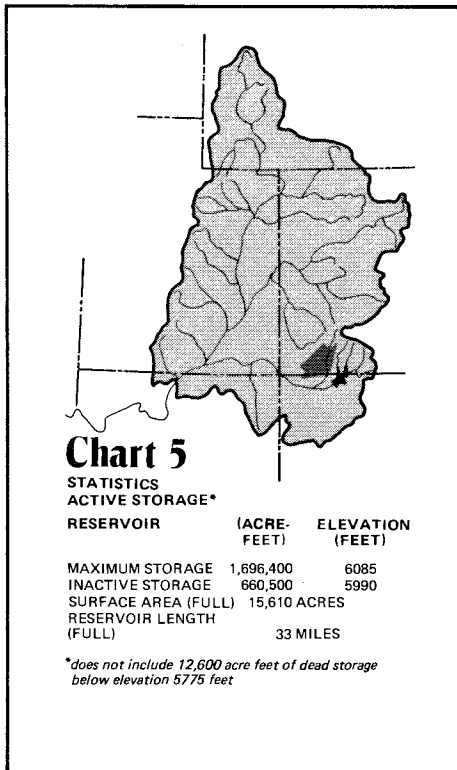 Chart 5
STATISTICS
ACTIVE STORAGE*
RESERVOIR (ACRE-FEET) ELEVATION (FEET)
MAXIMUM STORAGE 1,696,400 6085
INACTIVE STORAGE 660,500 5990
SURFACE AREA (FULL) 15,610 ACRES
RESERVOIR LENGTH
(FULL) 33 MILES
*does not include 12,600 acre feet of dead storage
below elevation 5775 feet